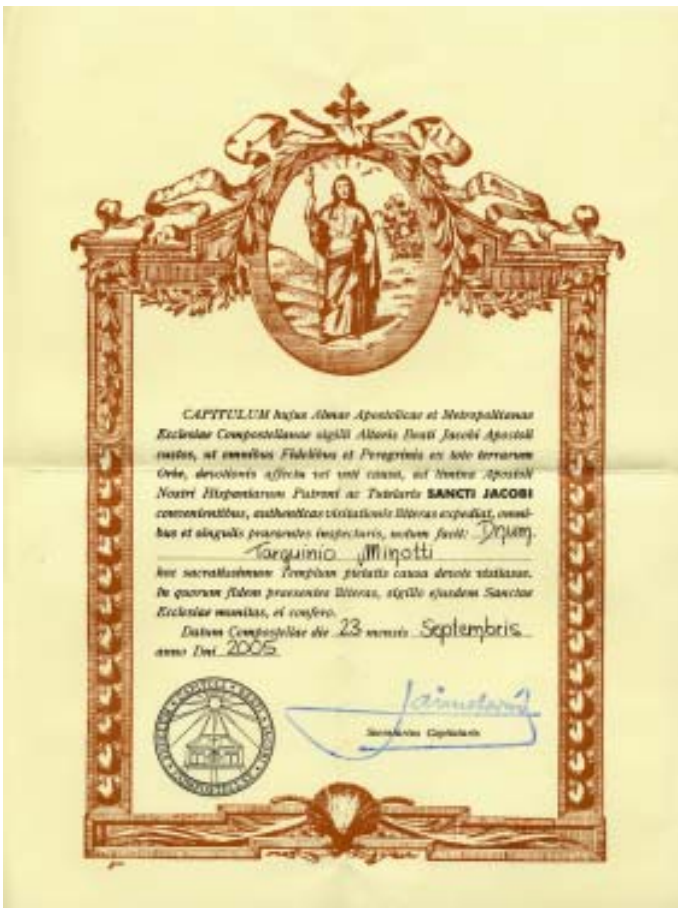 CAPITULUM hujus Almae Apostolicae et Metropolitanae
Ecclesiae Compostellanae sigilli Altaris Beati Jacobi Apostoli
custos, ut omnibus Fidelibus et Peregrinis ex toto terrarum
Orbe, devotionis affectu vel voti causa, ad limina Apostoli
Nostri Hispaniarum Patroni ac Tutelaris SANCTI JACOBI
convenientibus, authenticas visitationis litteras expediat, omni-
bus et singulis praesentes inspecturis, notum facit: Dnum.
Tarquinio Minotti
hoc sacratissimum Templum pietatis causa devote visitasse.
In quorum fidem praesentes litteras, sigillo ejusdem Sanctae
Ecclesiae munitas, ei confero.
Datum Compostellae die 23 mensis Septembris
anno Dni 2005
Secretarius Capitularis